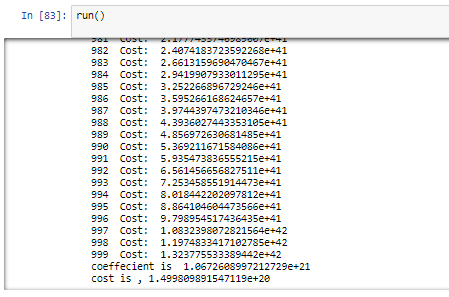 In [83]: run()
982 Cost: 2.4074183723592268e+41
983 Cost: 2.6613159690470467e+41
984 Cost: 2.9419907933011295e+41
985 Cost: 3.252266896729246e+41
986 Cost: 3.595266168624657e+41
987 Cost: 3.9744397473210346e+41
988 Cost: 4.3936027443353105e+41
989 Cost: 4.856972630681485e+41
990 Cost: 5.369211671584086e+41
991 Cost: 5.935473836555215e+41
992 Cost: 6.561456656827511e+41
993 Cost: 7.253458551914473e+41
994 Cost: 8.018442202097812e+41
995 Cost: 8.864104604473566e+41
996 Cost: 9.798954517436435e+41
997 Cost: 1.0832398072821564e+42
998 Cost: 1.1974833417102785e+42
999 Cost: 1.323775533389442e+42
coeffecient is 1.0672608997212729e+21
cost is , 1.499809891547119e+20